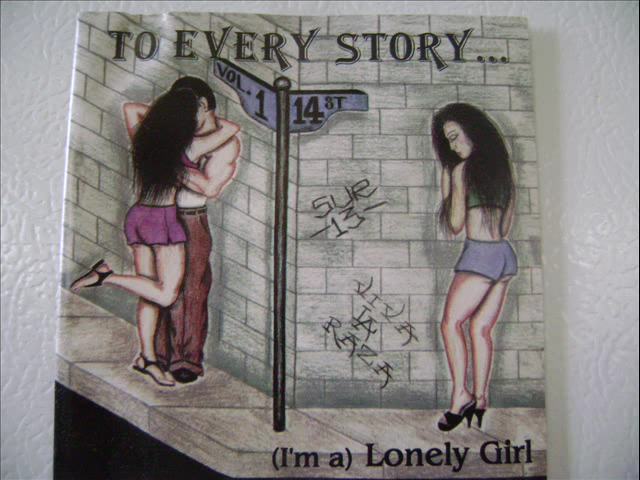 TO EVERY STORY...
VOL. 1
14 ST
SUR
-13-
VIVA
LA
RAZA
(I'm a) Lonely Girl